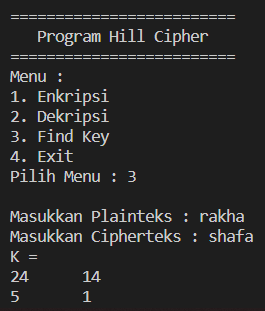 =========================
Program Hill Cipher
=========================
Menu :
1. Enkripsi
2. Dekripsi
3. Find Key
4. Exit
Pilih Menu : 3
Masukkan Plainteks : rakha
Masukkan Cipherteks : shafa
K =
24 14
5 1